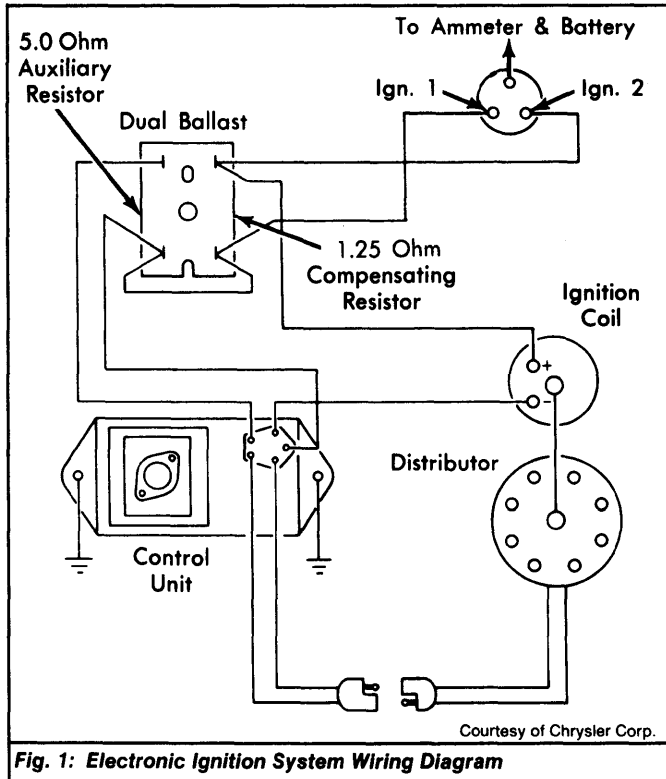 To Ammeter & Battery
5.0 Ohm
Auxiliary
Resistor
Ign. 1
Ign. 2
Dual Ballast
1.25 Ohm
Compensating
Resistor
Ignition
Coil
+
-
Distributor
Control
Unit
Courtesy of Chrysler Corp.
Fig. 1: Electronic Ignition System Wiring Diagram